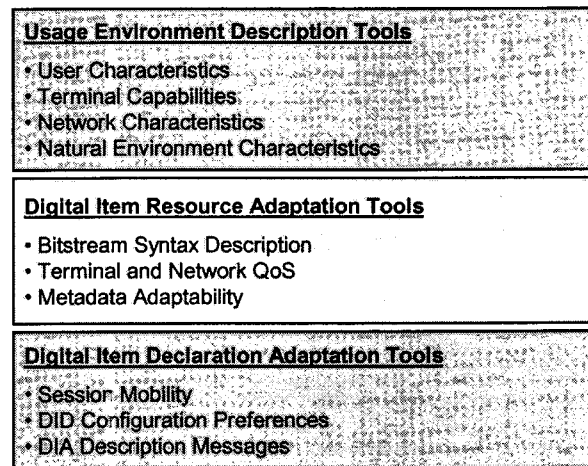 Usage Environment Description Tools
• User Characteristics
• Terminal Capabilities
• Network Characteristics
• Natural Environment Characteristics
Digital Item Resource Adaptation Tools
• Bitstream Syntax Description
• Terminal and Network QoS
• Metadata Adaptability
Digital Item Declaration Adaptation Tools
• Session Mobility
• DID Configuration Preferences
• DIA Description Messages